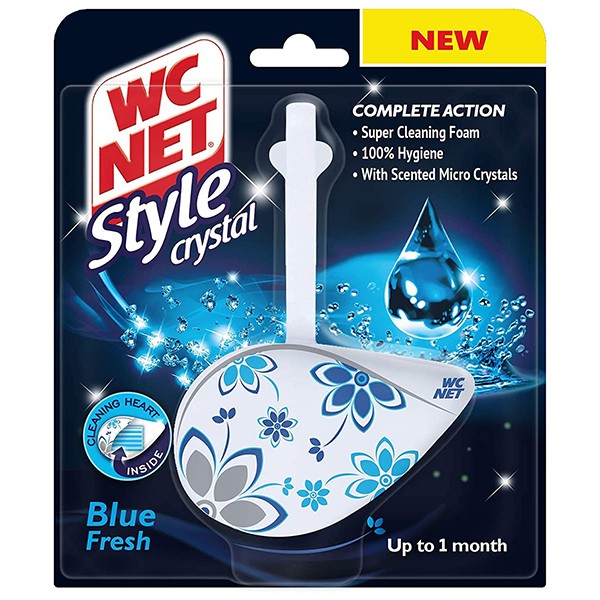 NEW
WC
NET®
Style
crystal
COMPLETE ACTION
• Super Cleaning Foam
• 100% Hygiene
• With Scented Micro Crystals
WC
NET
CLEANING HEART
INSIDE
Blue
Fresh
Up to 1 month